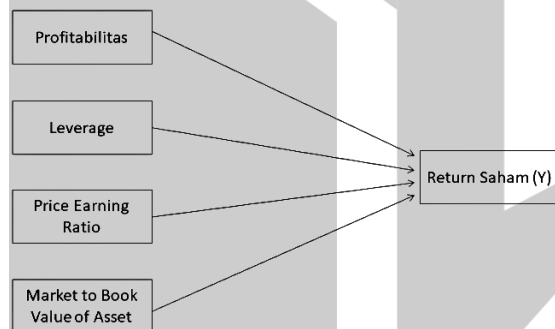 Profitabilitas
Leverage
Price Earning
Ratio
Market to Book
Value of Asset
Return Saham (Y)